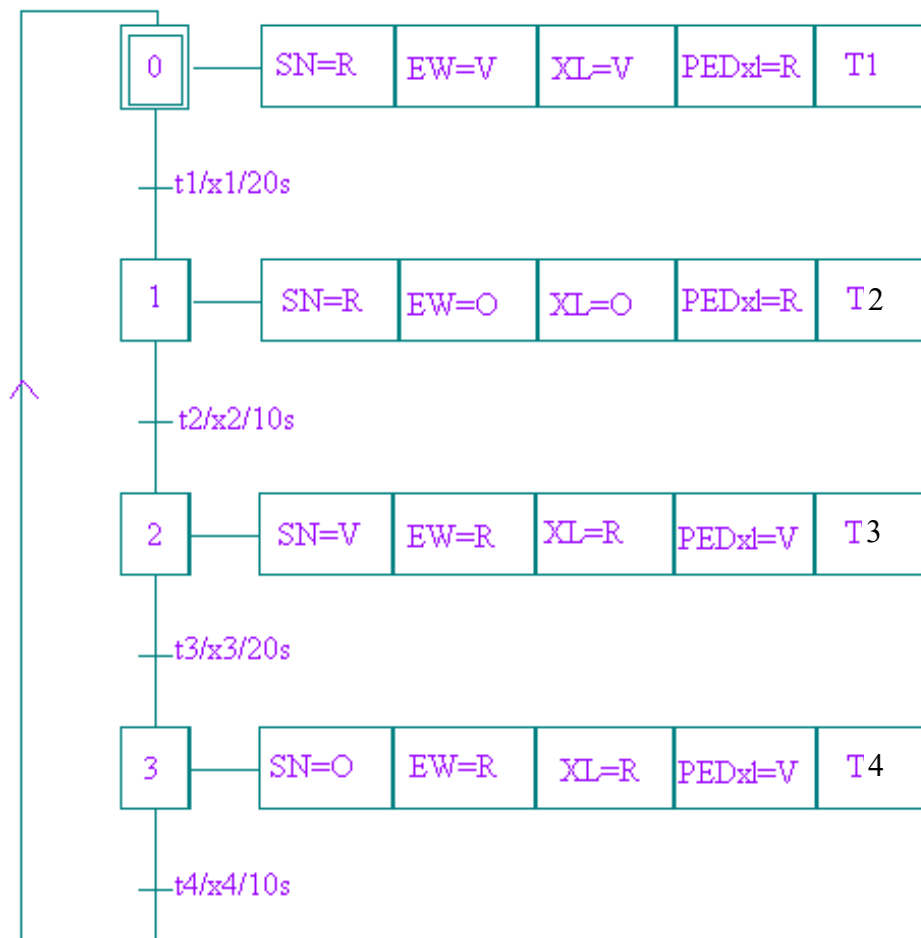 0 SN=R EW=V XL=V PEDxl=R T1
t1/x1/20s
1 SN=R EW=O XL=O PEDxl=R T2
t2/x2/10s
2 SN=V EW=R XL=R PEDxl=V T3
t3/x3/20s
3 SN=O EW=R XL=R PEDxl=V T4
t4/x4/10s